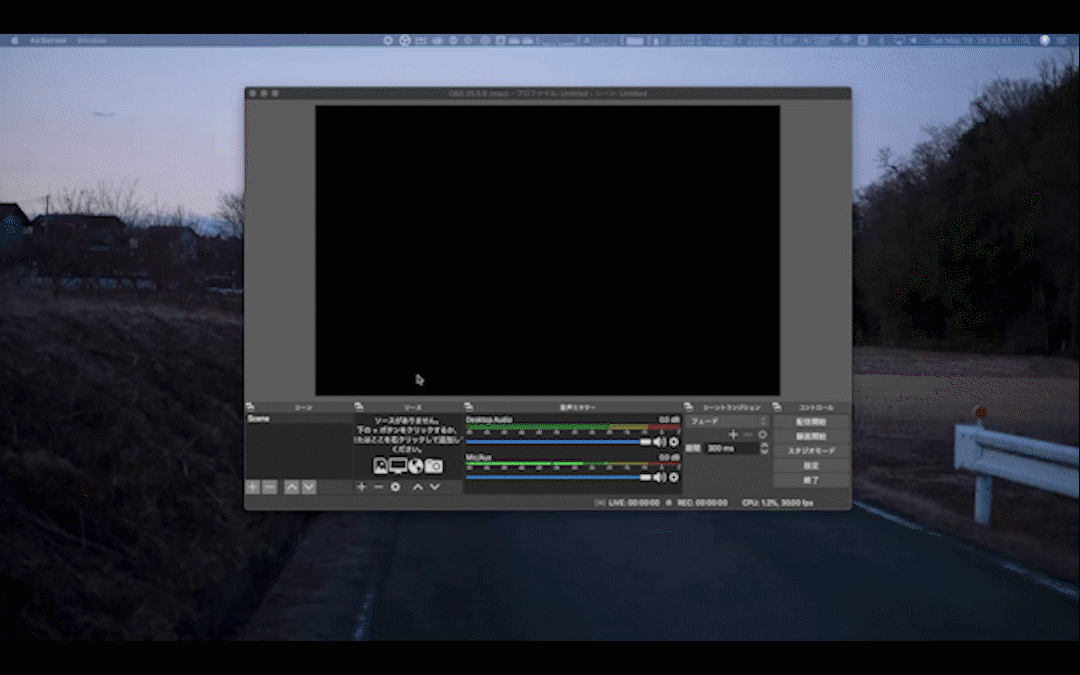 AirServer Window
OBS 25.0.8 (mac) - プロファイル: Untitled - シーン: Untitled
シーン
ソース
音声ミキサー
シーントランジション
コントロール
Scene
ソースがありません。
下の + ボタンをクリックするか、
またはここを右クリックして追加し
ください。
Desktop Audio 0.0 dB
Mic/Aux 0.0 dB
フェード
期間 300 ms
配信開始
録画開始
スタジオモード
設定
終了
LIVE: 00:00:00 REC: 00:00:00 CPU: 1.2%, 30.00 fps